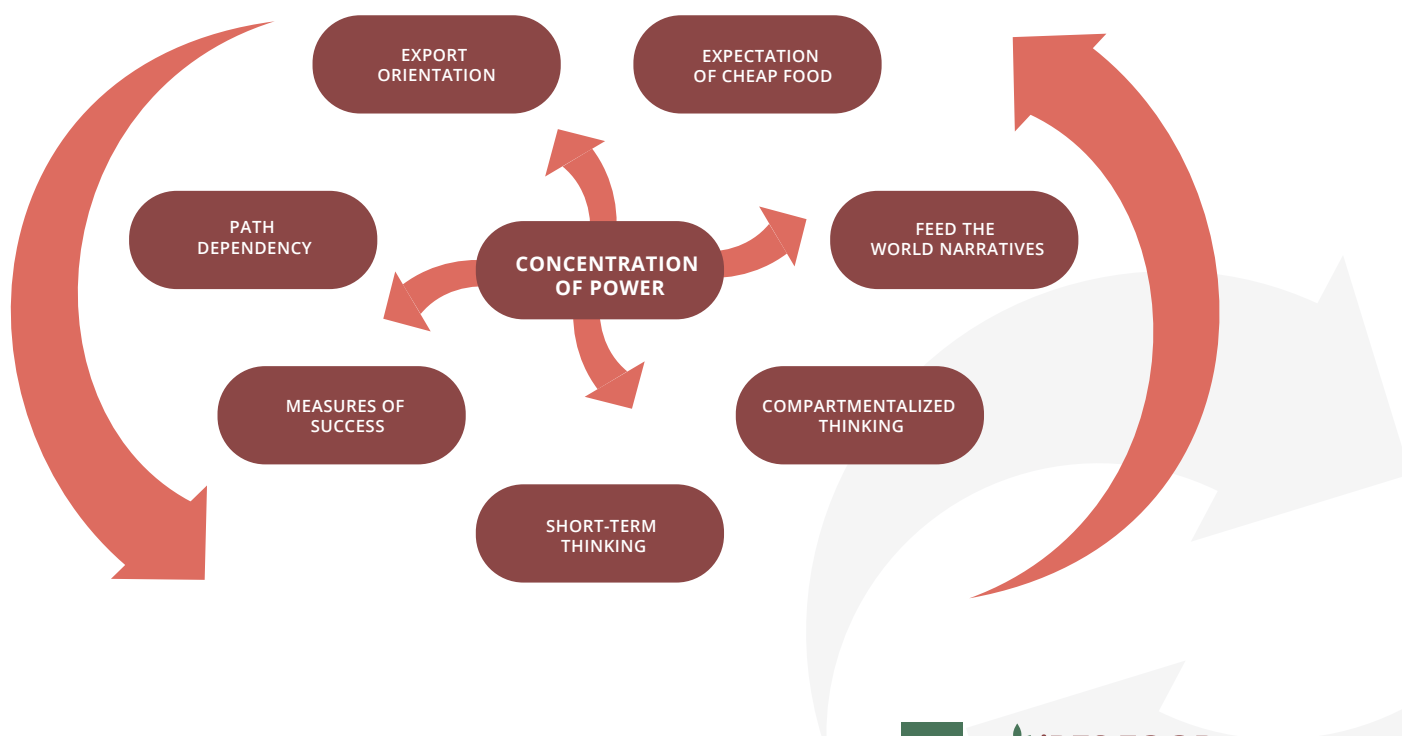 EXPORT
ORIENTATION
EXPECTATION
OF CHEAP FOOD
PATH
DEPENDENCY
FEED THE
WORLD NARRATIVES
CONCENTRATION
OF POWER
MEASURES OF
SUCCESS
COMPARTMENTALIZED
THINKING
SHORT-TERM
THINKING